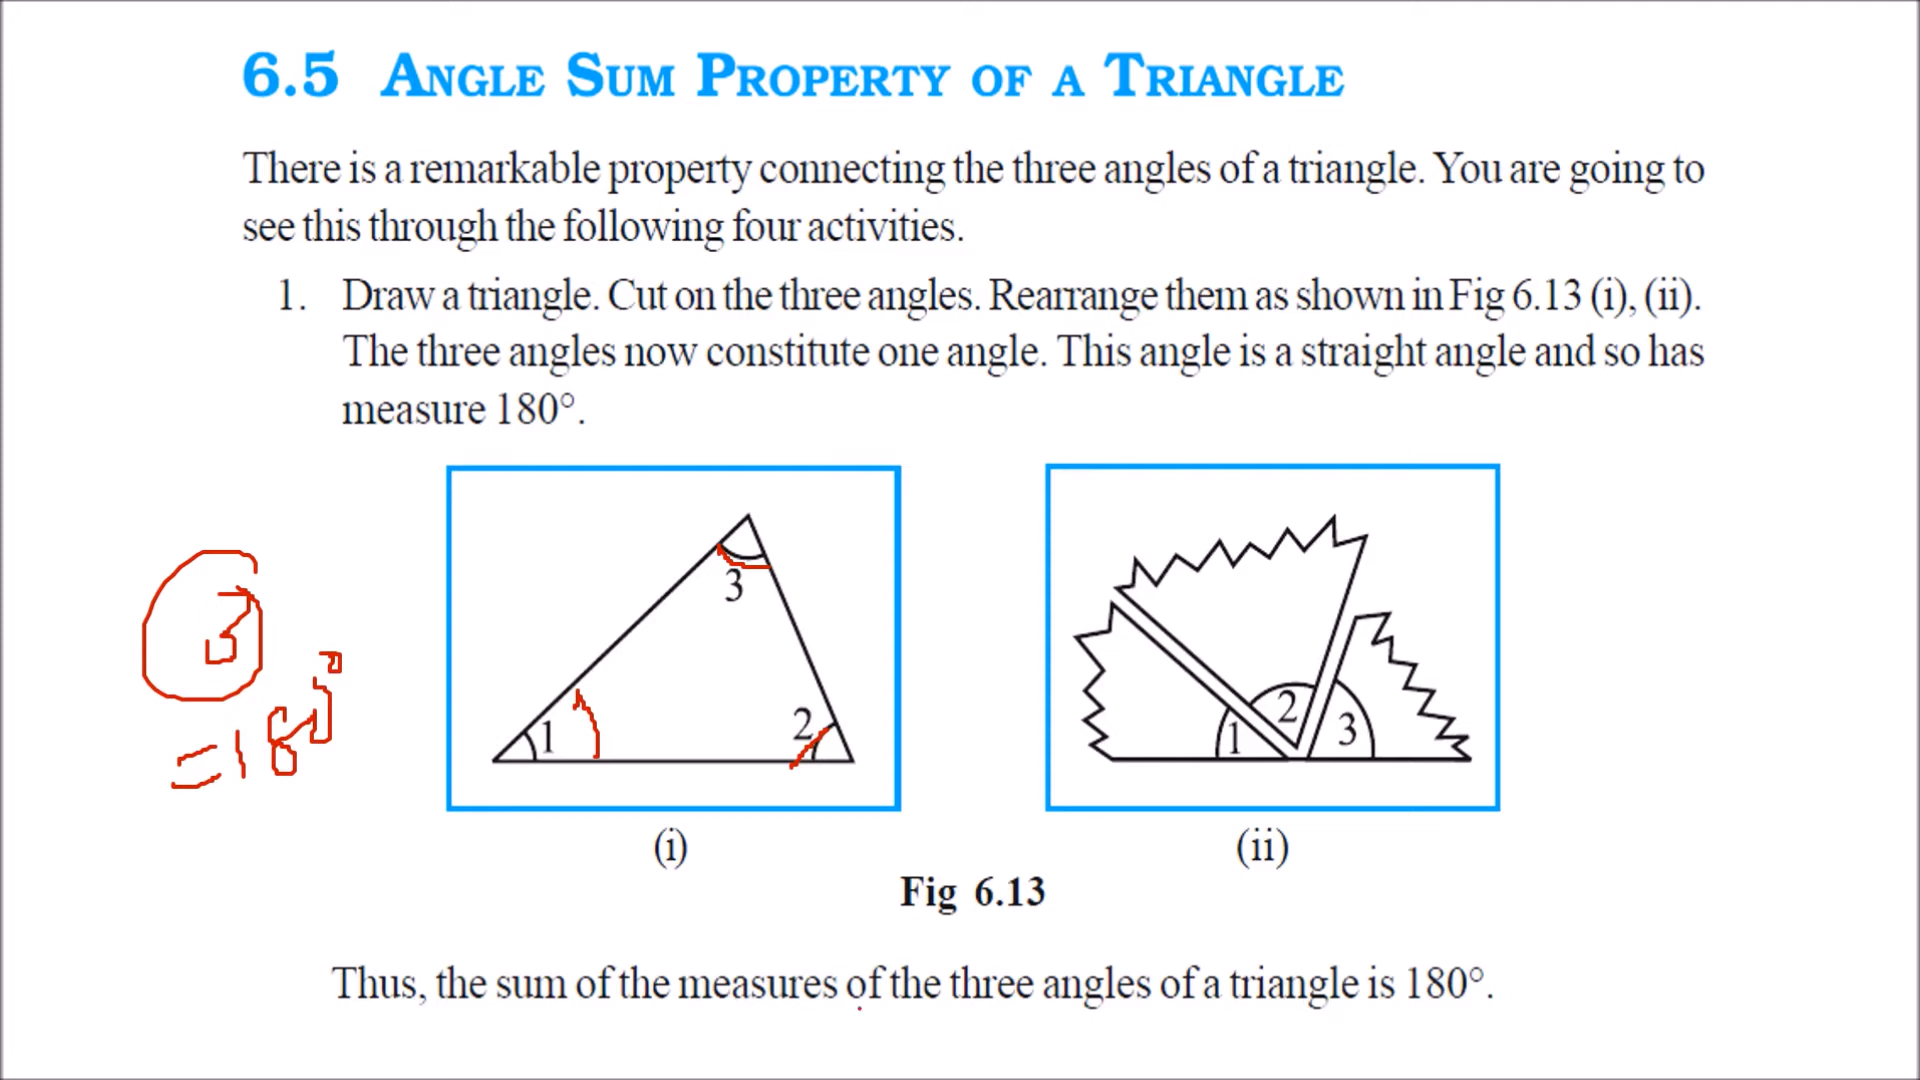 6.5 ANGLE SUM PROPERTY OF A TRIANGLE
There is a remarkable property connecting the three angles of a triangle. You are going to
see this through the following four activities.
1. Draw a triangle. Cut on the three angles. Rearrange them as shown in Fig 6.13 (i), (ii).
The three angles now constitute one angle. This angle is a straight angle and so has
measure 180°.
3
1
2
1
2
3
3
=180°
(i)
(ii)
Fig 6.13
Thus, the sum of the measures of the three angles of a triangle is 180°.